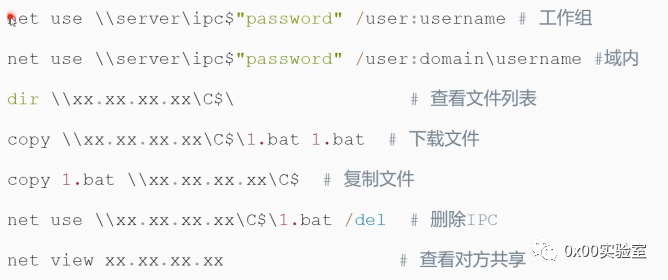 net use \\server\ipc$"password" /user:username # 工作组
net use \\server\ipc$"password" /user:domain\username #域内
dir \\xx.xx.xx.xx\C$\ # 查看文件列表
copy \\xx.xx.xx.xx\C$\1.bat 1.bat # 下载文件
copy 1.bat \\xx.xx.xx.xx\C$ # 复制文件
net use \\xx.xx.xx.xx\C$\1.bat /del # 删除IPC
net view xx.xx.xx.xx # 查看对方共享
0x00实验室